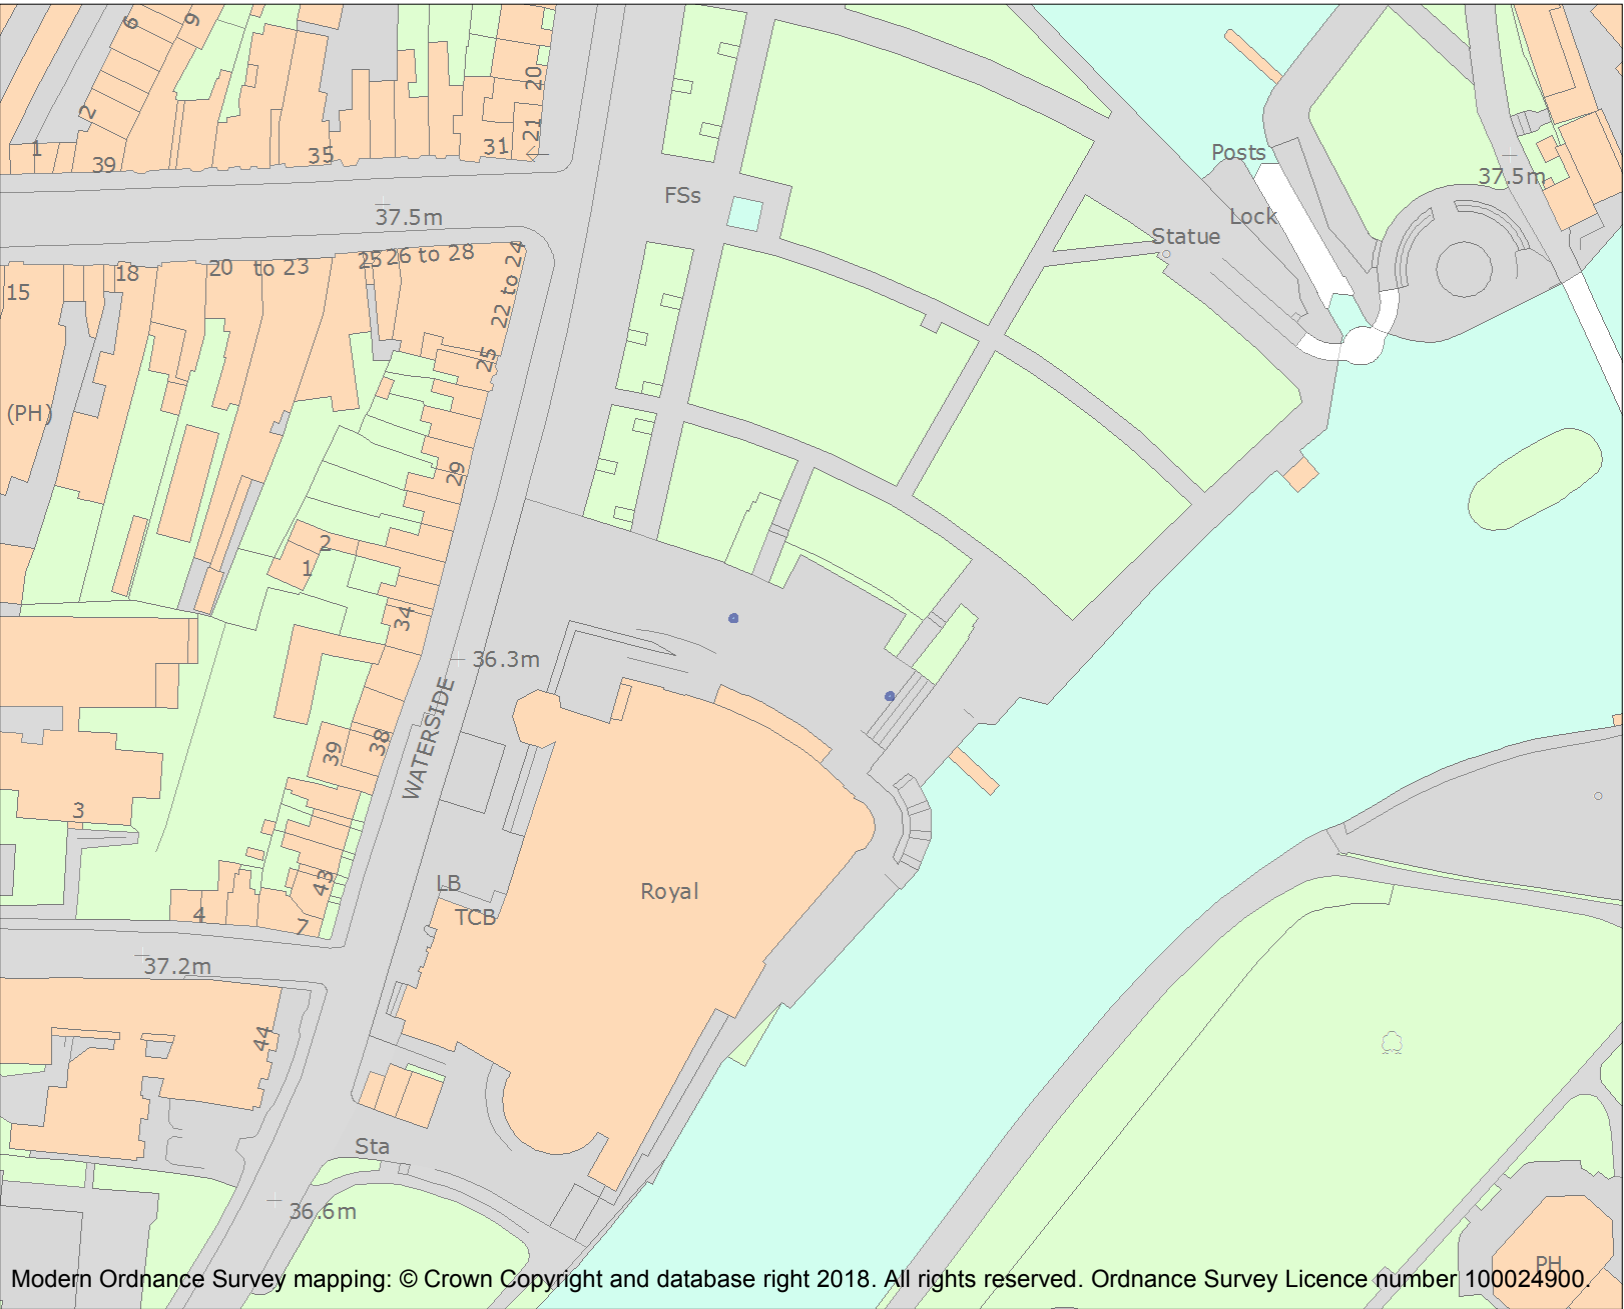 6
9
2
1
39
35
31
20
21
37.5m
FSs
Posts
37.5m
Lock
Statue
15
18
20 to 23
25
26 to 28
22 to 24
25
(PH)
29
2
1
34
36.3m
WATERSIDE
39
38
3
43
LB
TCB
Royal
4
7
37.2m
44
Sta
36.6m
PH
Modern Ordnance Survey mapping: © Crown Copyright and database right 2018. All rights reserved. Ordnance Survey Licence number 100024900.